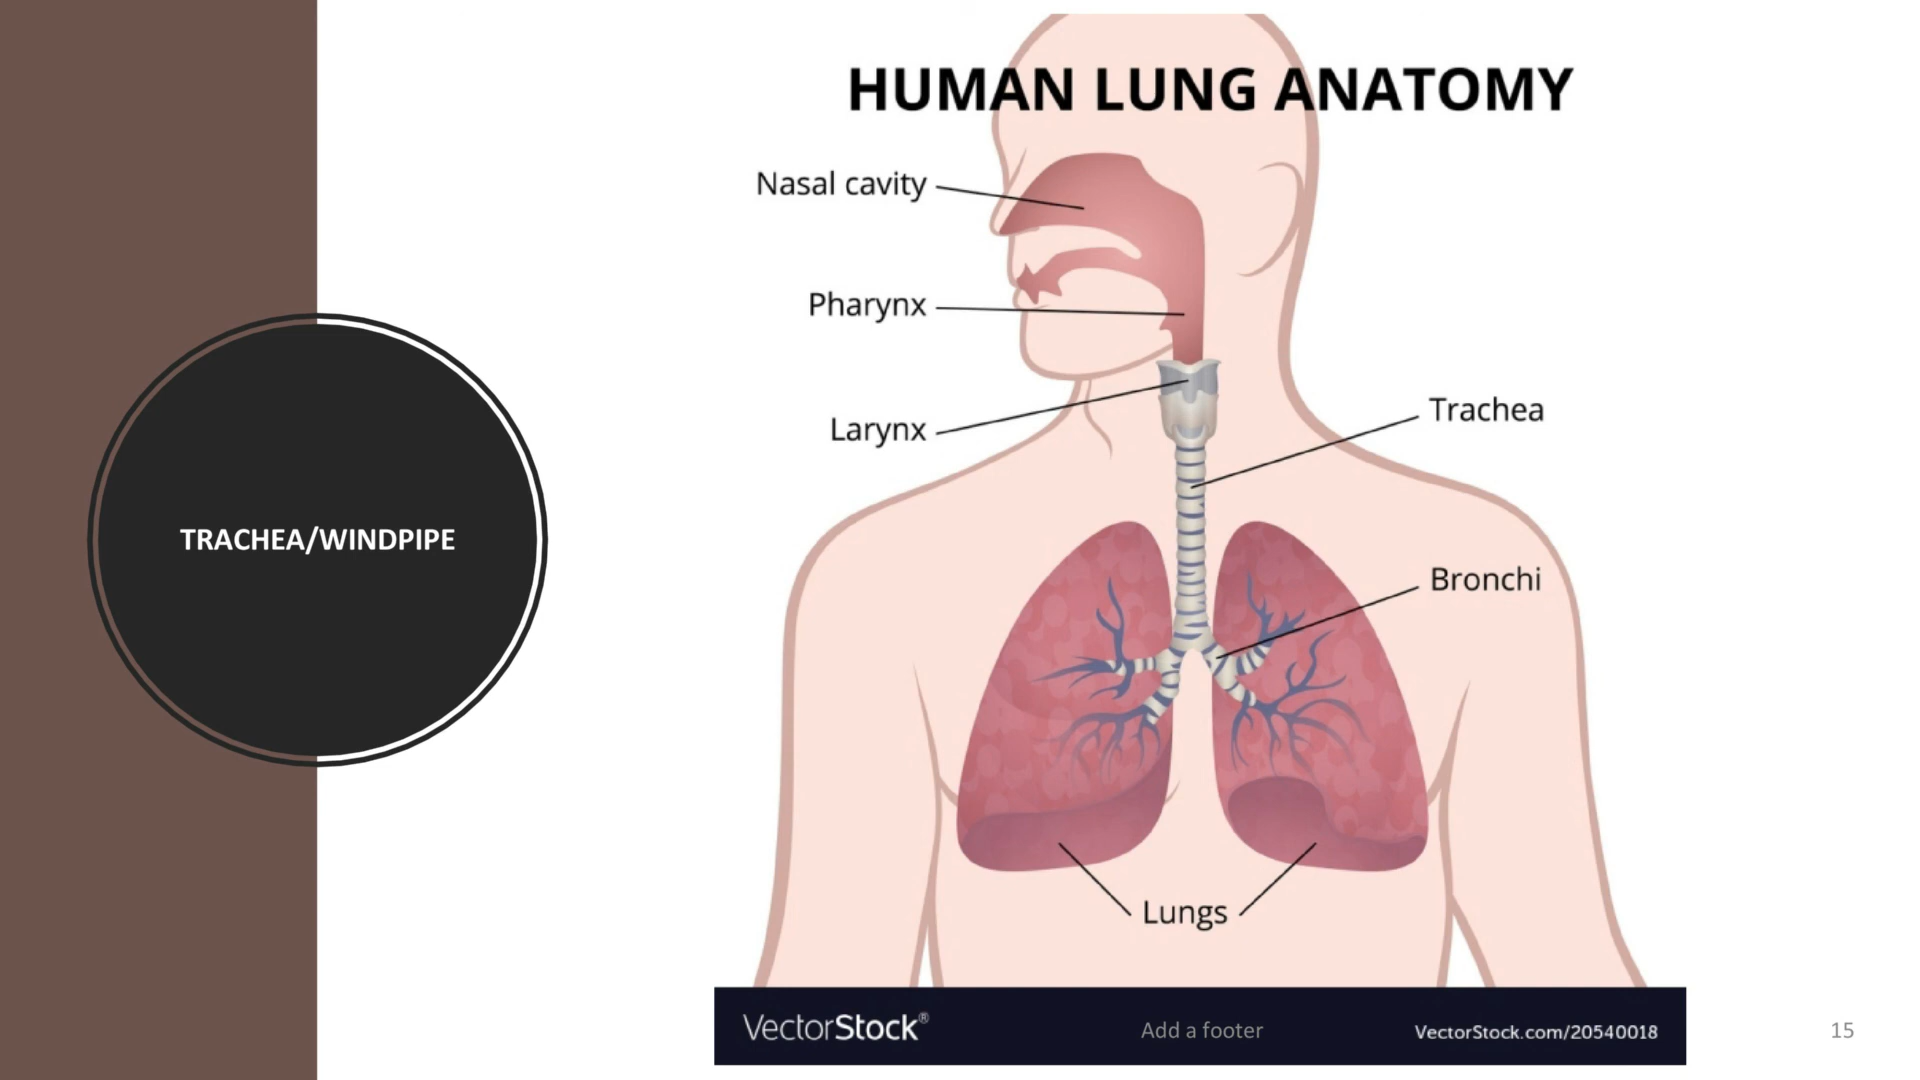 TRACHEA/WINDPIPE
HUMAN LUNG ANATOMY
Nasal cavity
Pharynx
Larynx
Trachea
Bronchi
Lungs
VectorStock®
Add a footer
VectorStock.com/20540018
15